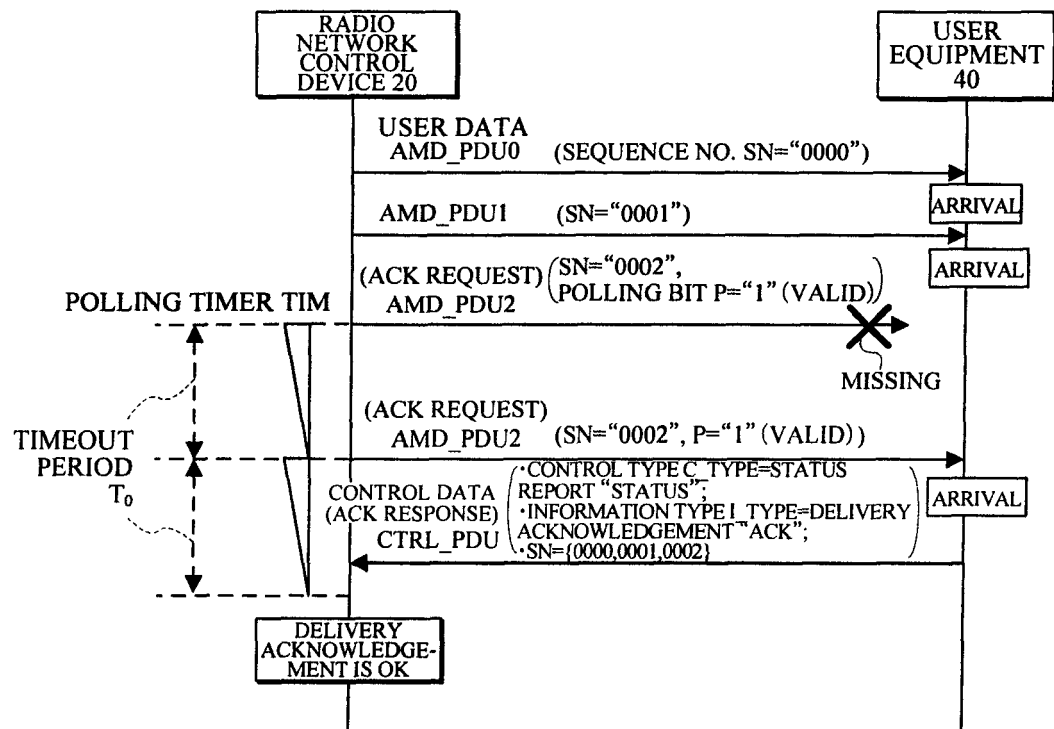 RADIO
NETWORK
CONTROL
DEVICE 20
USER
EQUIPMENT
40
USER DATA
AMD_PDU0 (SEQUENCE NO. SN=“0000”)
ARRIVAL
AMD_PDU1 (SN=“0001”)
ARRIVAL
(ACK REQUEST)
AMD_PDU2
(SN=“0002”,
POLLING BIT P=“1” (VALID))
POLLING TIMER TIM
MISSING
(ACK REQUEST)
AMD_PDU2 (SN=“0002”, P=“1” (VALID))
TIMEOUT
PERIOD
T0
ARRIVAL
CONTROL DATA
(ACK RESPONSE)
CTRL_PDU
(·CONTROL TYPE C_TYPE=STATUS
REPORT “STATUS”;
·INFORMATION TYPE I_TYPE=DELIVERY
ACKNOWLEDGEMENT “ACK”;
·SN={0000,0001,0002})
DELIVERY
ACKNOWLEDGE-
MENT IS OK